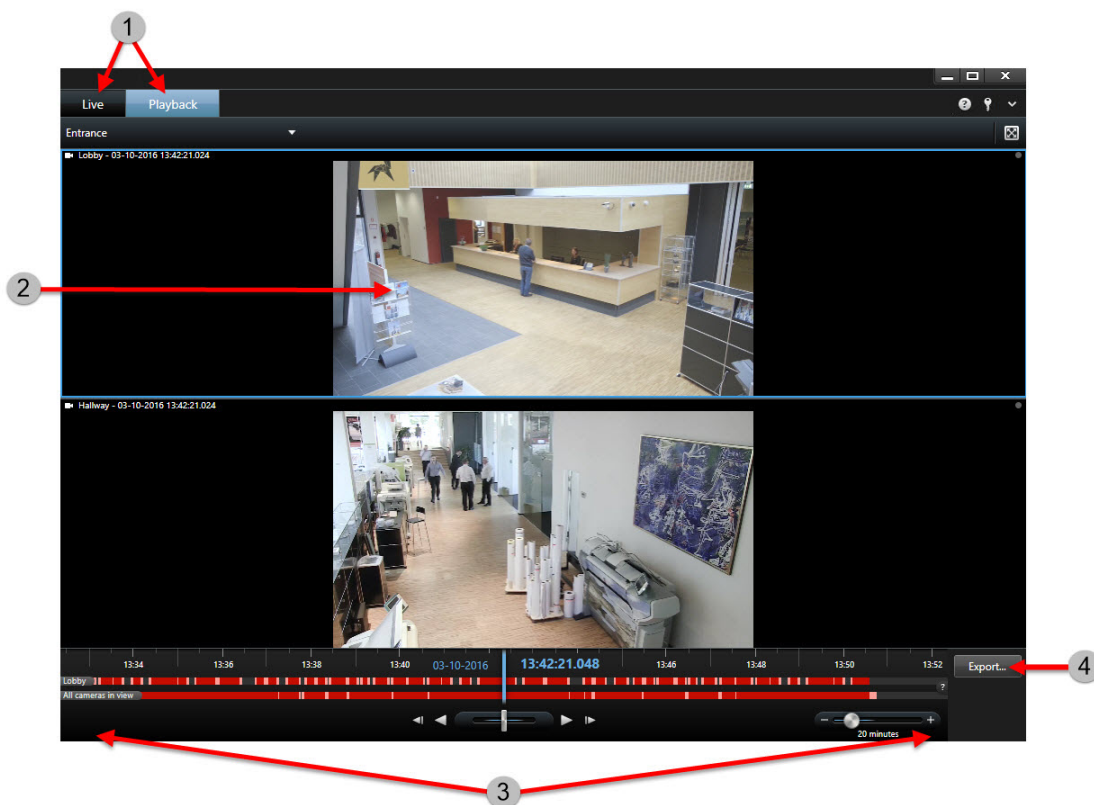 1
Live Playback
Entrance
Lobby - 03-10-2016 13:42:21.024
2
Hallway - 03-10-2016 13:42:21.024
13:34 13:36 13:38 13:40 03-10-2016 13:42:21.048 13:46 13:48 13:50 13:52 Export...
4
Lobby
All cameras in view ?
- +
20 minutes
3